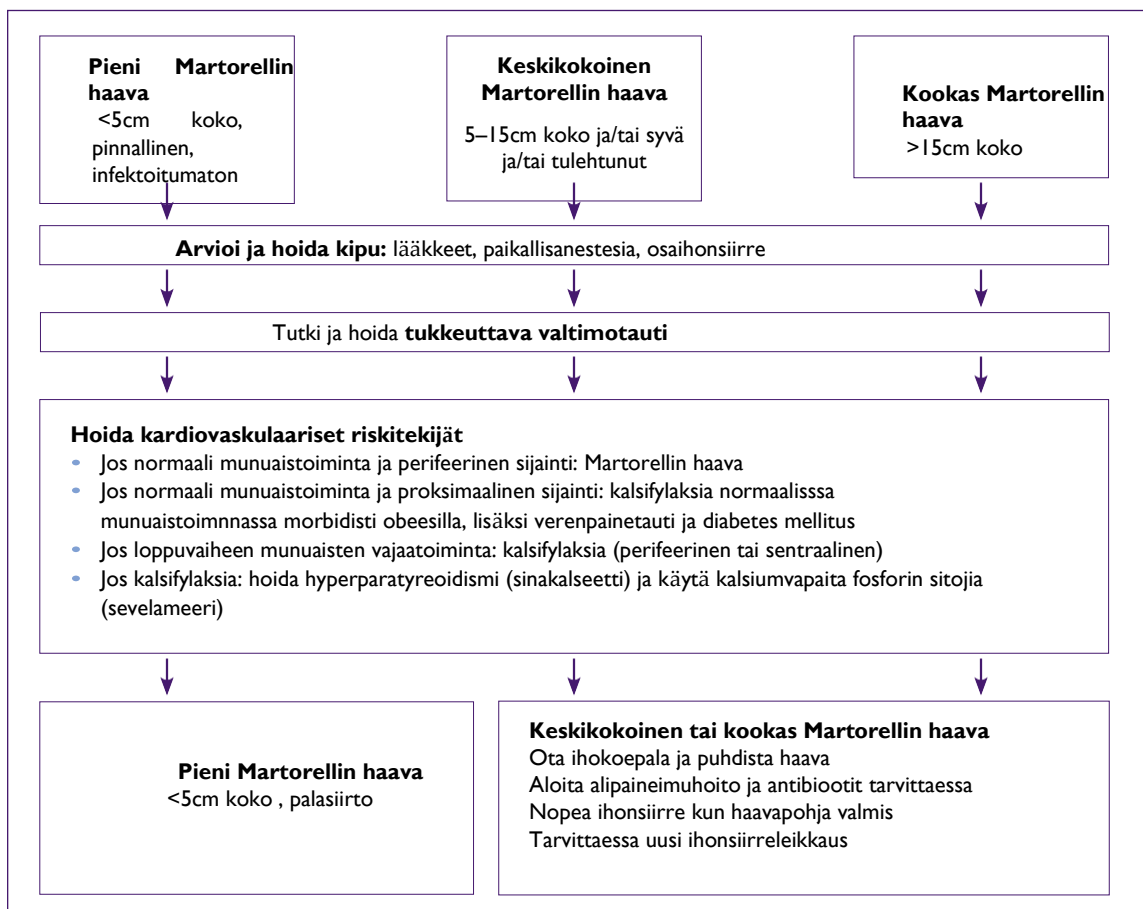 Pieni Martorellin
haava
<5cm koko,
pinnallinen,
infektoitumaton
Keskikokoinen
Martorellin haava
5–15cm koko ja/tai syvä
ja/tai tulehtunut
Kookas Martorellin
haava
>15cm koko
Arvioi ja hoida kipu: lääkkeet, paikallisanestesia, osaihonsiirre
Tutki ja hoida tukkeuttava valtimotauti
Hoida kardiovaskulaariset riskitekijät
• Jos normaali munuaistoiminta ja perifeerinen sijainti: Martorellin haava
• Jos normaali munuaistoiminta ja proksimaalinen sijainti: kalsifylaksia normaalisssa
munuaistoimnnassa morbidisti obeesilla, lisäksi verenpainetauti ja diabetes mellitus
• Jos loppuvaiheen munuaisten vajaatoiminta: kalsifylaksia (perifeerinen tai sentraalinen)
• Jos kalsifylaksia: hoida hyperparatyreoidismi (sinakalseetti) ja käytä kalsiumvapaita fosforin sitojia
(sevelameeri)
Pieni Martorellin haava
<5cm koko , palasiirto
Keskikokoinen tai kookas Martorellin haava
Ota ihokoepala ja puhdista haava
Aloita alipaineimuhoito ja antibiootit tarvittaessa
Nopea ihonsiirre kun haavapohja valmis
Tarvittaessa uusi ihonsiirreleikkaus